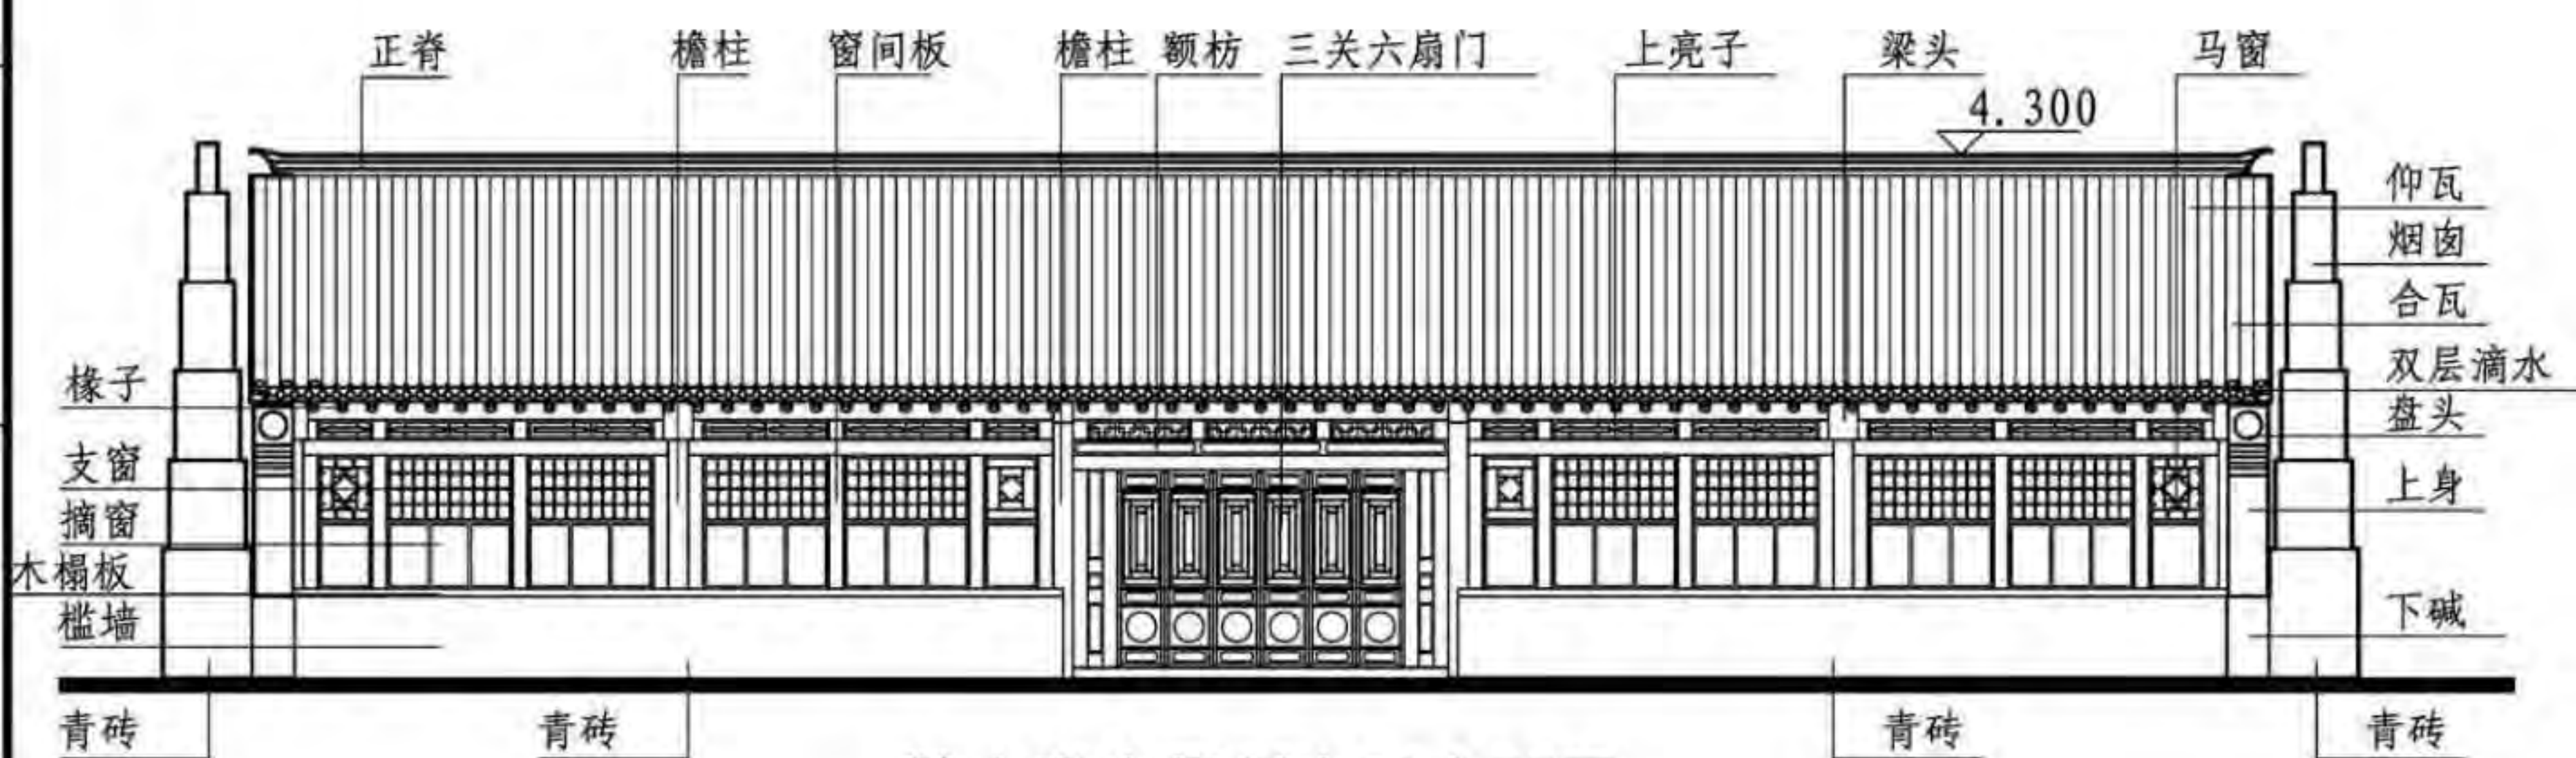 正脊 檐柱 窗间板 檐柱 额枋 三关六扇门 上亮子 梁头 马窗
4.300
仰瓦
烟囱
合瓦
双层滴水
盘头
上身
下碱
椽子
支窗
摘窗
木榻板
槛墙
青砖 青砖 青砖 青砖